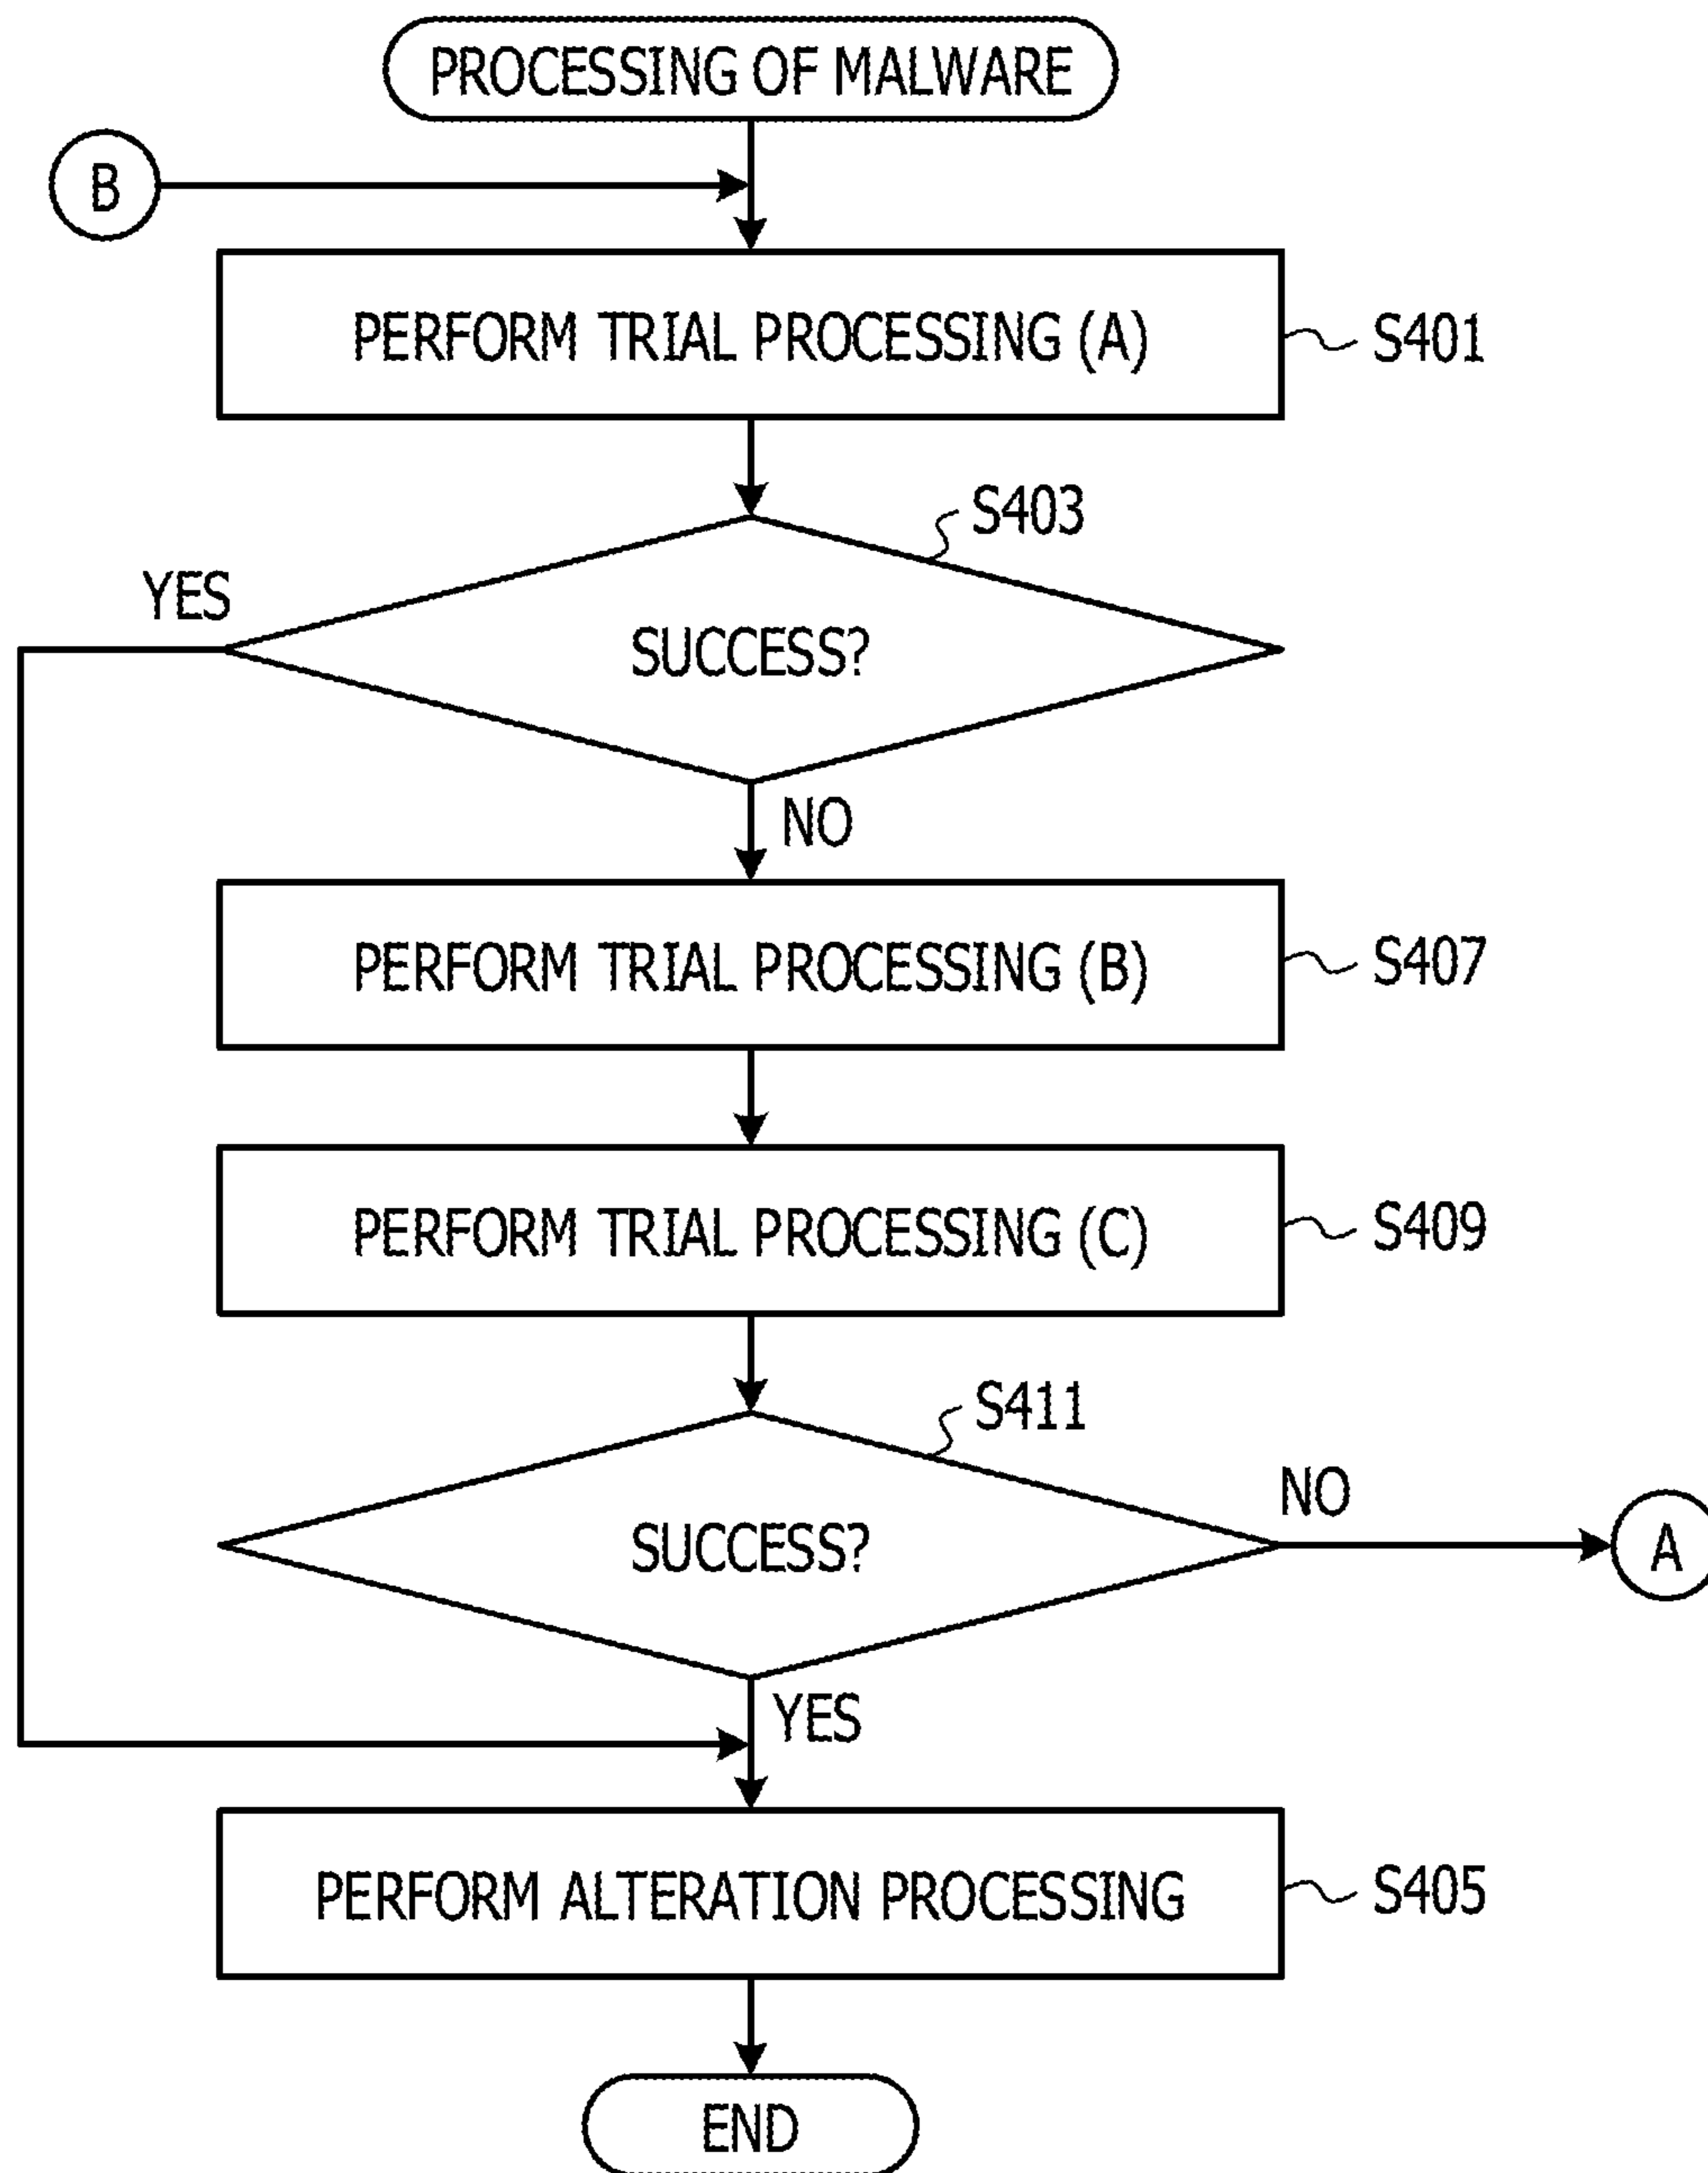 PROCESSING OF MALWARE
B
PERFORM TRIAL PROCESSING (A)
S401
S403
YES
SUCCESS?
NO
PERFORM TRIAL PROCESSING (B)
S407
PERFORM TRIAL PROCESSING (C)
S409
S411
NO
SUCCESS?
A
YES
PERFORM ALTERATION PROCESSING
S405
END